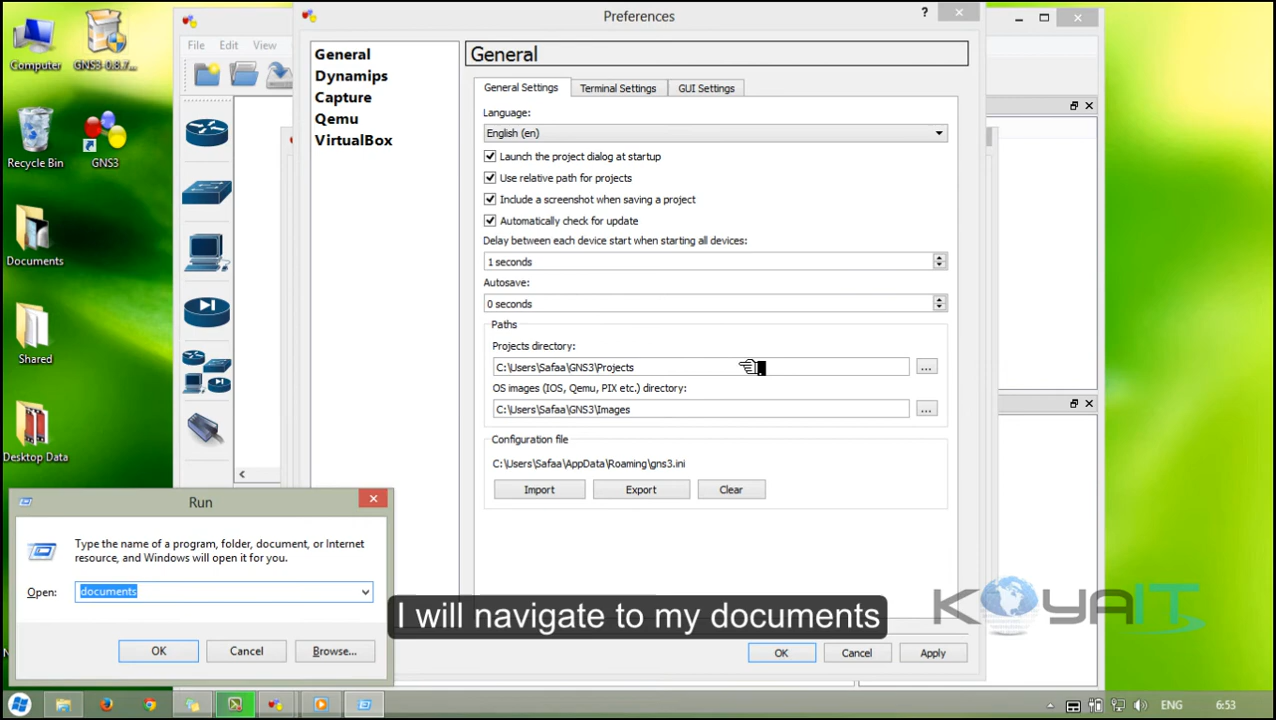 Preferences
?
Computer
GNS3-0.8.7...
Recycle Bin
GNS3
Documents
Shared
Desktop Data
File Edit View
General
Dynamips
Capture
Qemu
VirtualBox
General
General Settings Terminal Settings GUI Settings
Language:
English (en)
Launch the project dialog at startup
Use relative path for projects
Include a screenshot when saving a project
Automatically check for update
Delay between each device start when starting all devices:
1 seconds
Autosave:
0 seconds
Paths
Projects directory:
C:\Users\Safaa\GNS3\Projects ...
OS images (IOS, Qemu, PIX etc.) directory:
C:\Users\Safaa\GNS3\Images ...
Configuration file
C:\Users\Safaa\AppData\Roaming\gns3.ini
Import Export Clear
OK Cancel Apply
Run
Type the name of a program, folder, document, or Internet
resource, and Windows will open it for you.
Open: documents
OK Cancel Browse...
I will navigate to my documents
KOYAIT
ENG 6:53